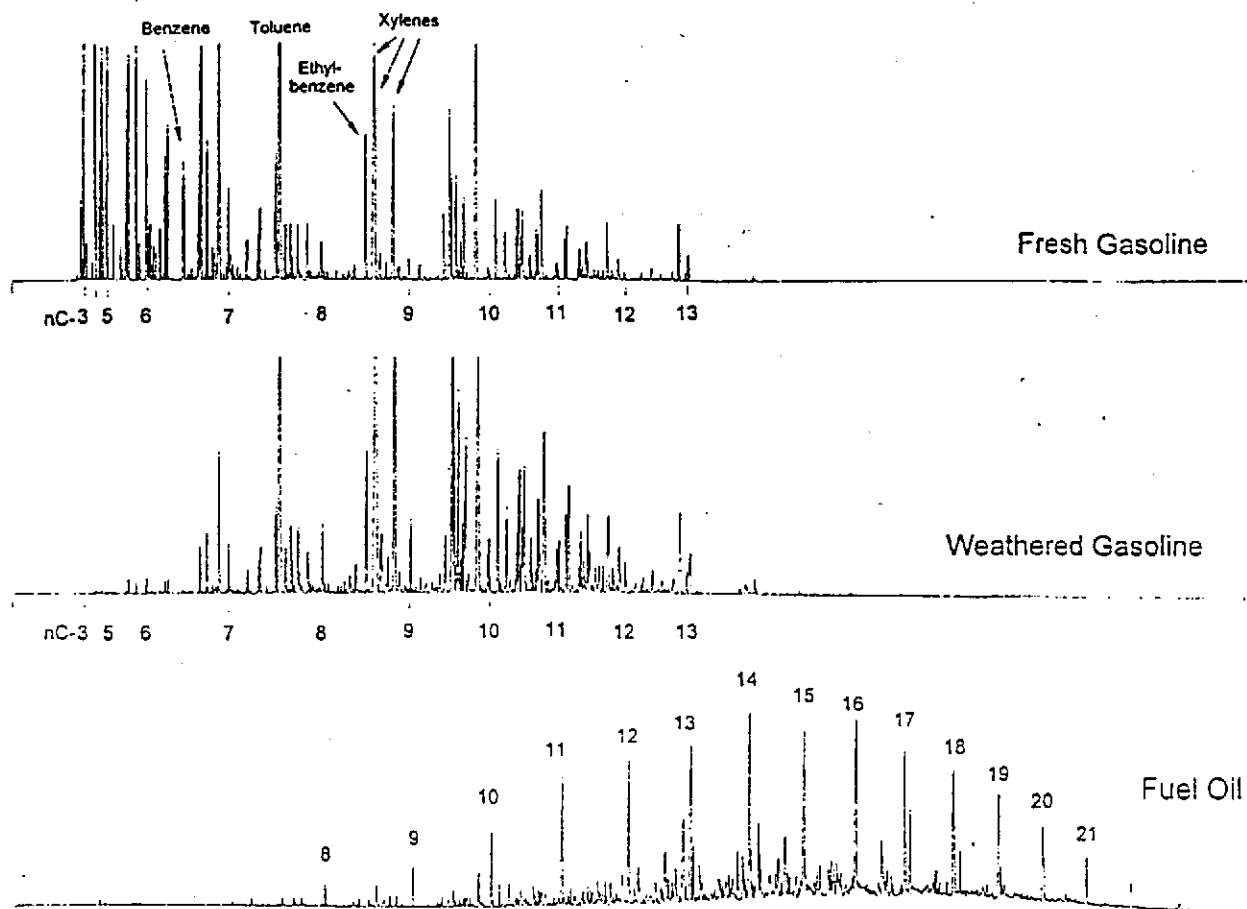 Benzene Toluene Xylenes
Ethyl-
benzene
Fresh Gasoline
nC-3 5 6 7 8 9 10 11 12 13
Weathered Gasoline
nC-3 5 6 7 8 9 10 11 12 13
8 9 10 11 12 13 14 15 16 17 18 19 20 21
Fuel Oil